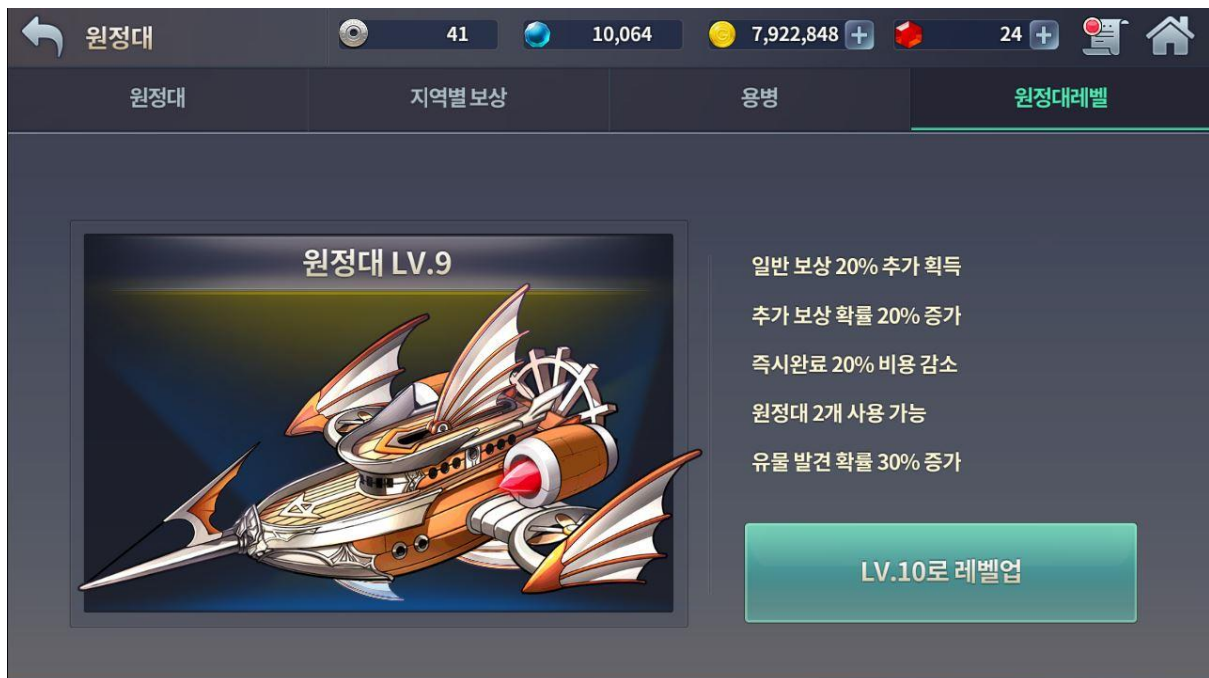 원정대
41
10,064
7,922,848
24
원정대
지역별 보상
용병
원정대레벨
원정대 LV.9
일반 보상 20% 추가 획득
추가 보상 확률 20% 증가
즉시완료 20% 비용 감소
원정대 2개 사용 가능
유물 발견 확률 30% 증가
LV.10로 레벨업